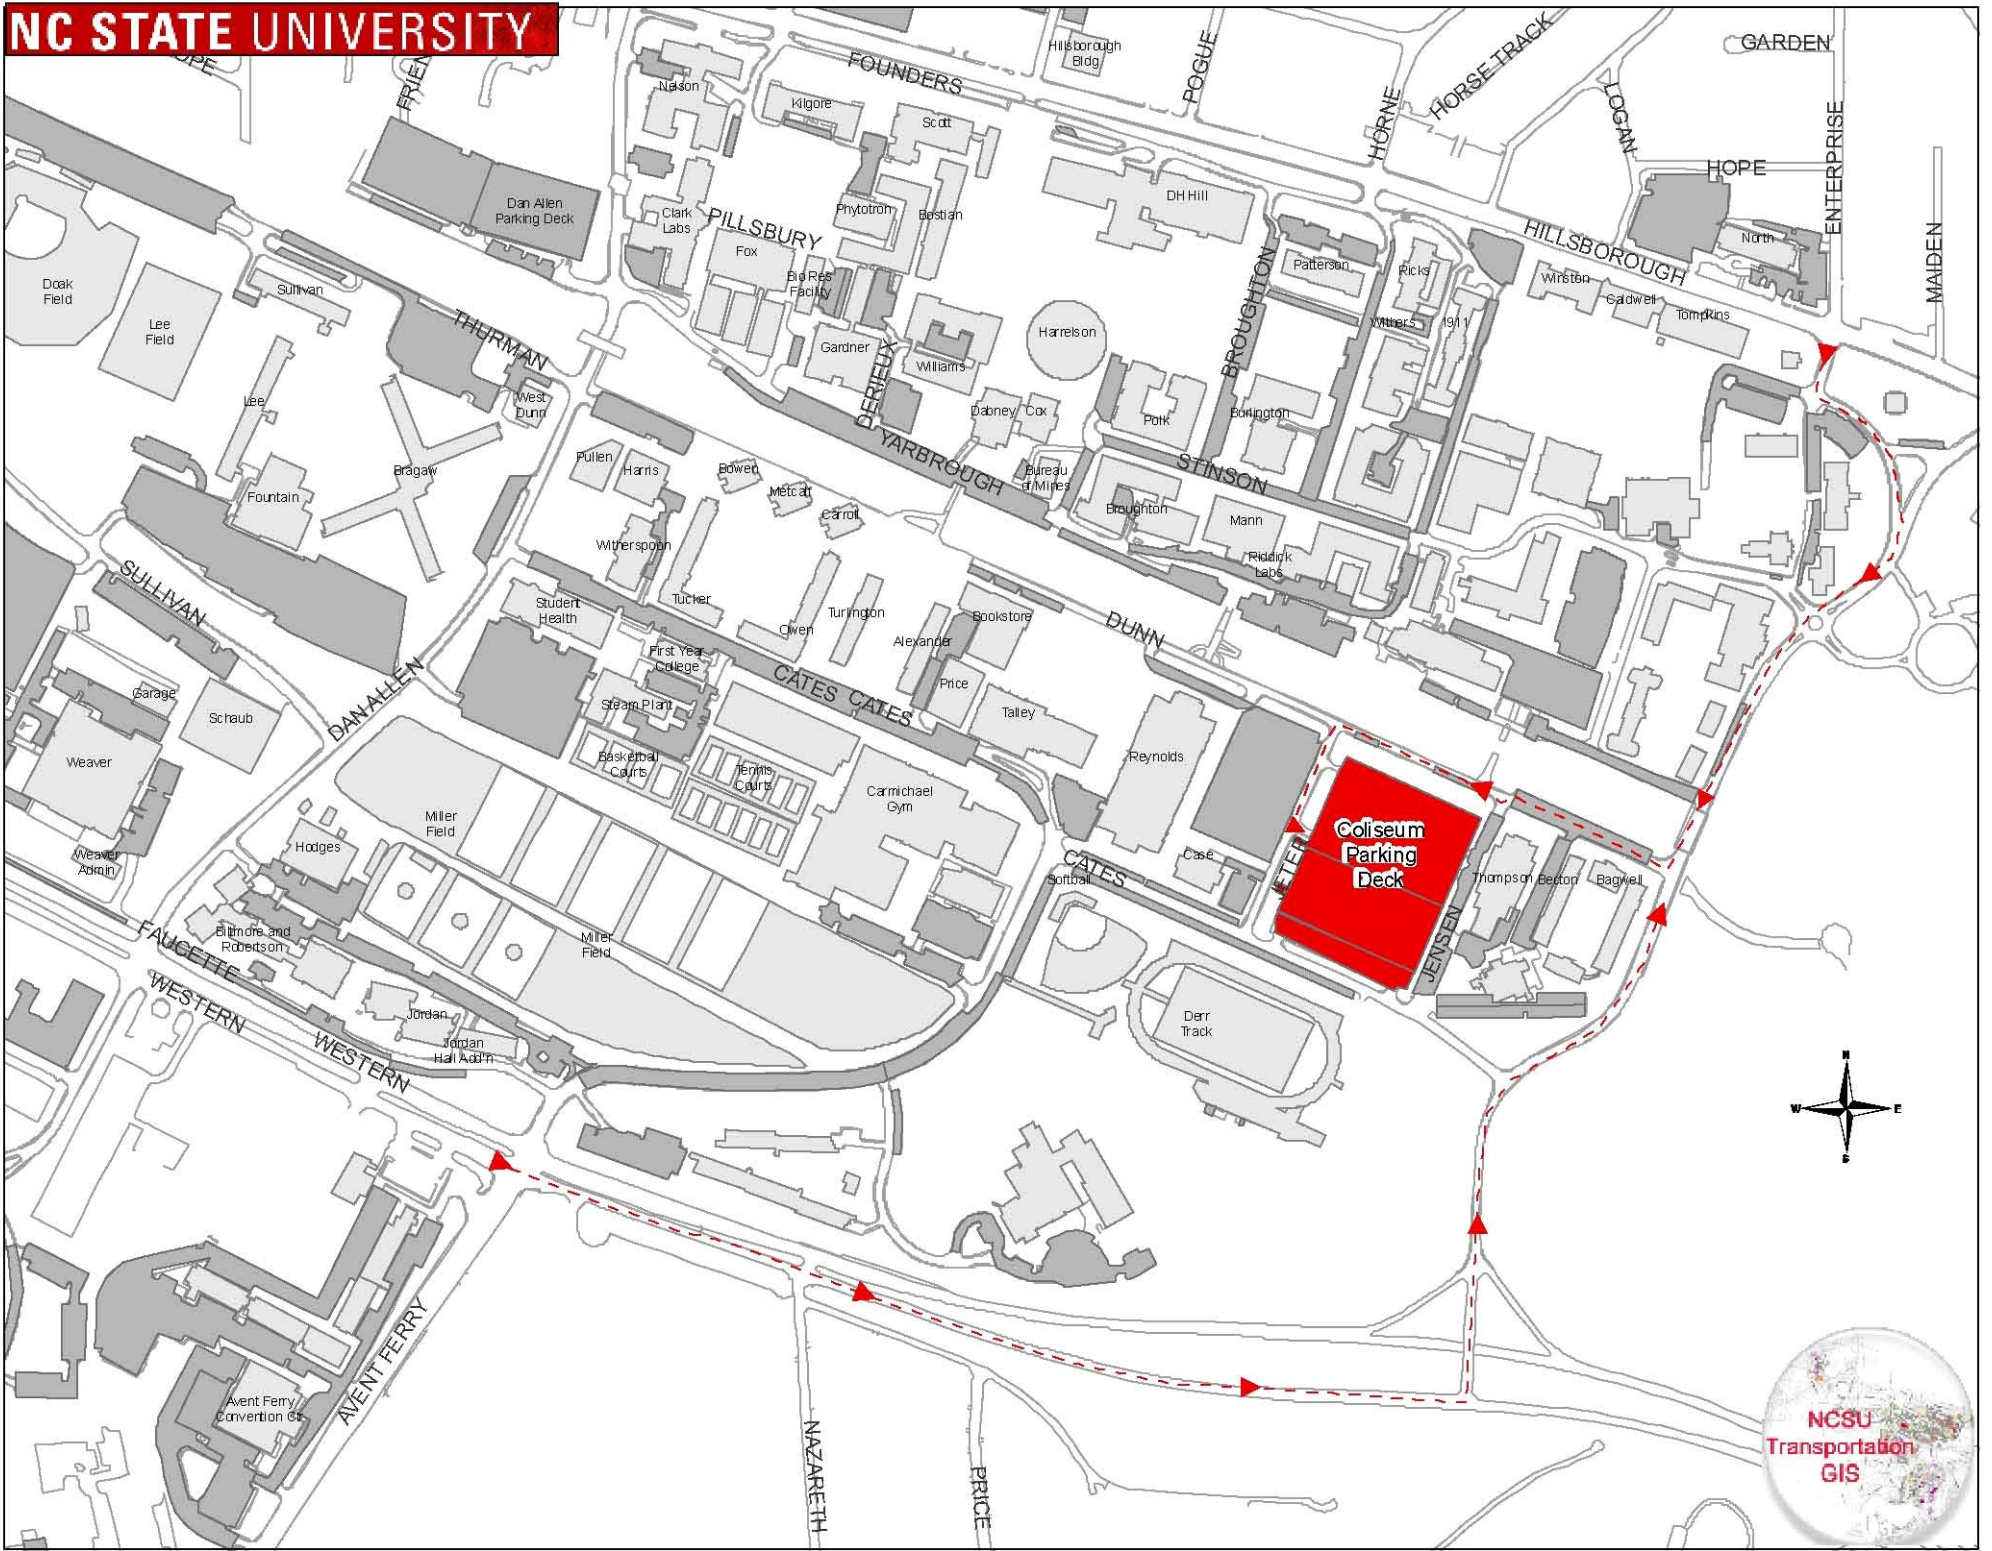 NC STATE UNIVERSITY
FOUNDERS
Hillsborough
Bldg
POGUE
HORNE
HORSE TRACK
LOGAN
GARDEN
ENTERPRISE
HOPE
MAIDEN
HILLSBOROUGH
Nelson
Kilgore
Scott
DH Hill
Dan Allen
Parking Deck
Clark
Labs
PILLSBURY
Fox
Phytotron
Bostian
Bio Res
Facility
BROUGHTON
Patterson
Ricks
Winston
Caldwell
Tompkins
North
Doak
Field
Lee
Field
Sullivan
THURMAN
Gardner
DERIEUX
Williams
Harrelson
Withers
1911
Lee
West
Dunn
Dabney
Cox
Polk
Burlington
Fountain
Bragaw
Pullen
Harris
Bowen
Metcalf
Carroll
YARBROUGH
Bureau
of Mines
STINSON
Broughton
Mann
Riddick
Labs
Witherspoon
SULLIVAN
Student
Health
Tucker
Owen
Turlington
Alexander
Bookstore
DUNN
First Year
College
CATES
CATES
Price
Talley
Garage
Schaub
DAN ALLEN
Steam Plant
Basketball
Courts
Tennis
Courts
Carmichael
Gym
Reynolds
Weaver
Miller
Field
Hodges
Weaver
Admin
Case
CATES
Softball
JETER
Coliseum
Parking
Deck
Thompson
Becton
Bagwell
JENSEN
Biltmore and
Robertson
Miller
Field
FAUCETTE
WESTERN
WESTERN
Jordan
Jordan
Hall Add'n
Derr
Track
N
W
E
S
AVENT FERRY
Avent Ferry
Convention Ctr
NAZARETH
PRICE
NCSU
Transportation
GIS